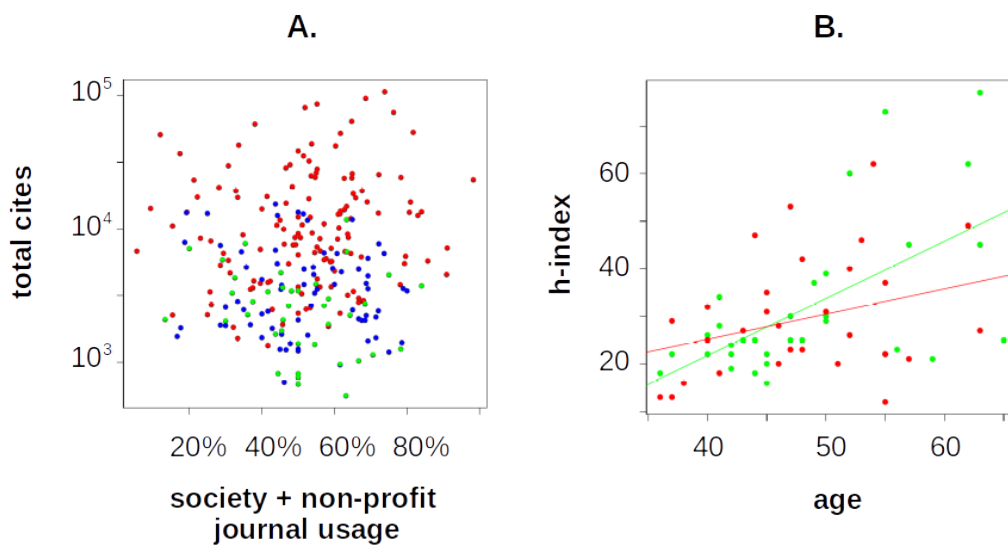 A.
total cites
10^5
10^4
10^3
20% 40% 60% 80%
society + non-profit
journal usage
B.
h-index
60
40
20
40 50 60
age